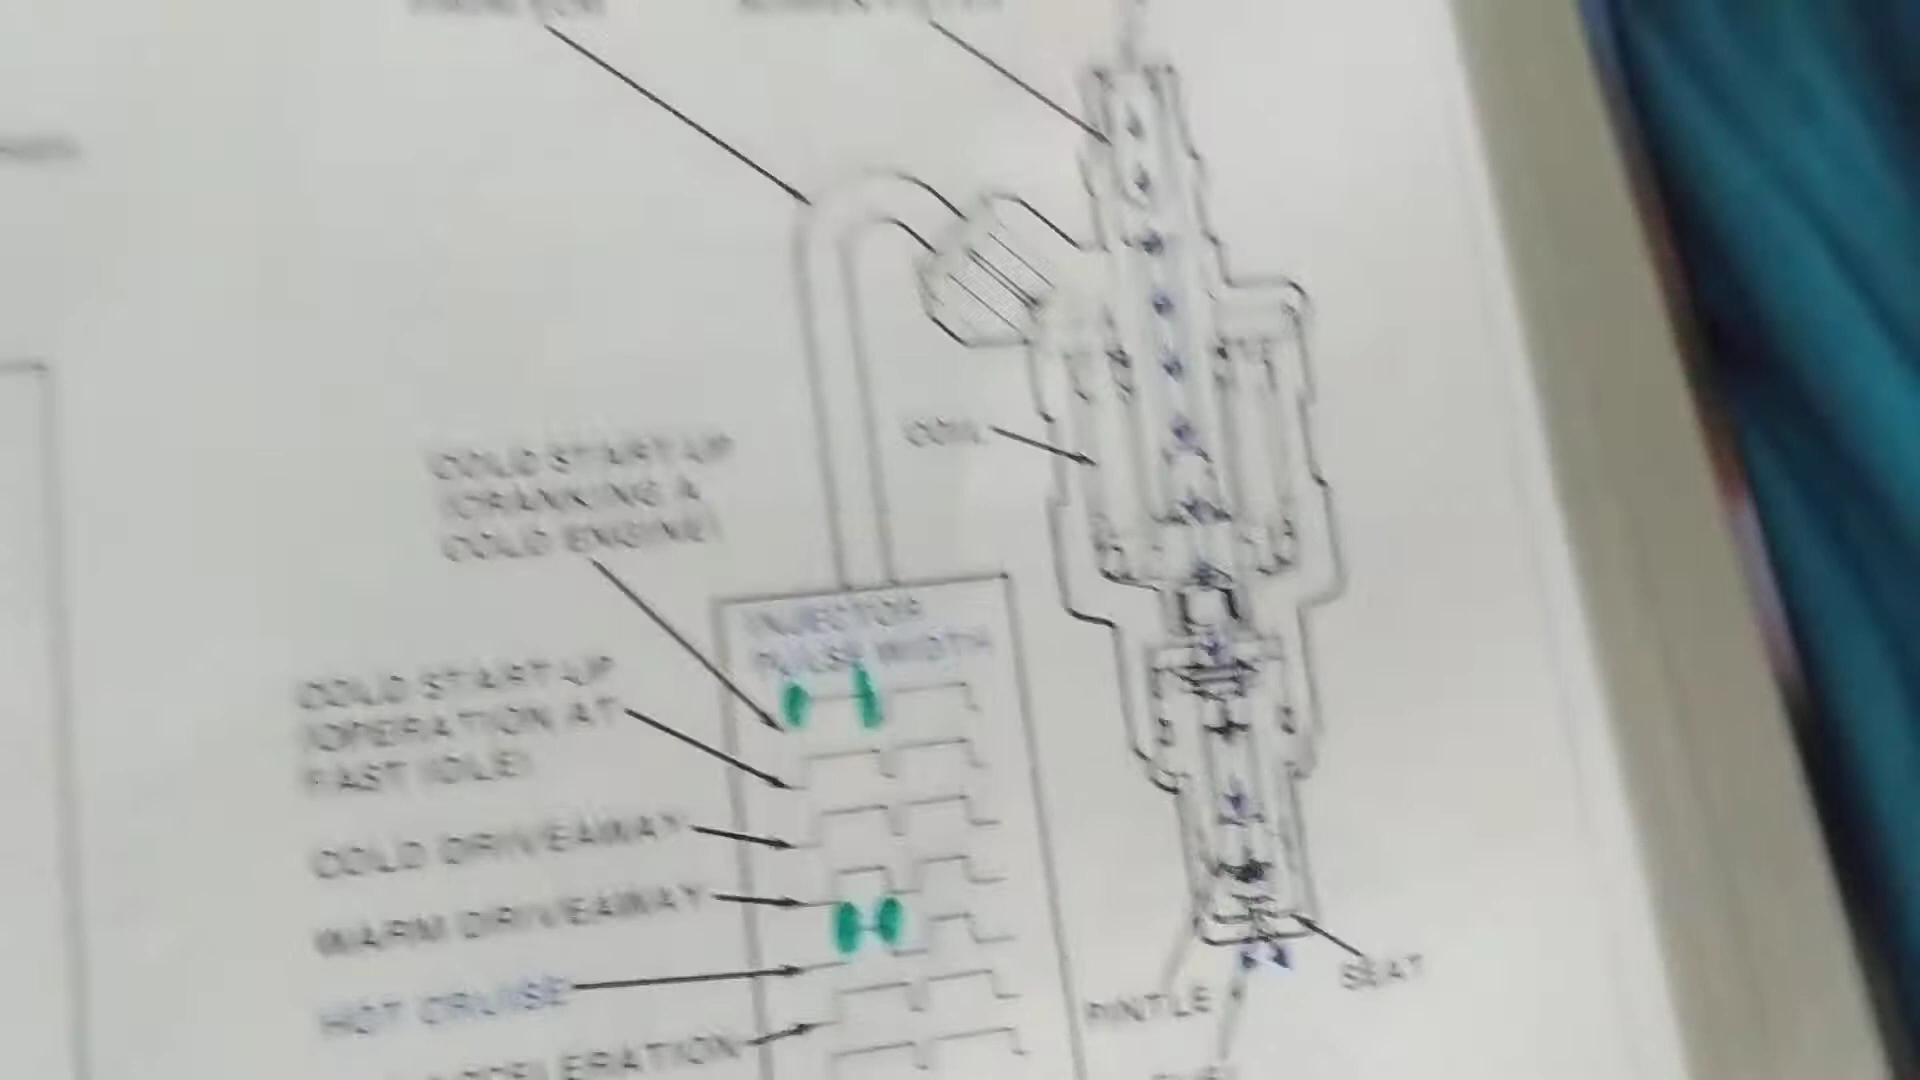 COIL
COLD START-UP
(CRANKING A
COLD ENGINE)
INJECTOR
PULSE WIDTH
COLD START-UP
(OPERATION AT
FAST IDLE)
COLD DRIVEAWAY
WARM DRIVEAWAY
HOT CRUISE
SEAT
PINTLE